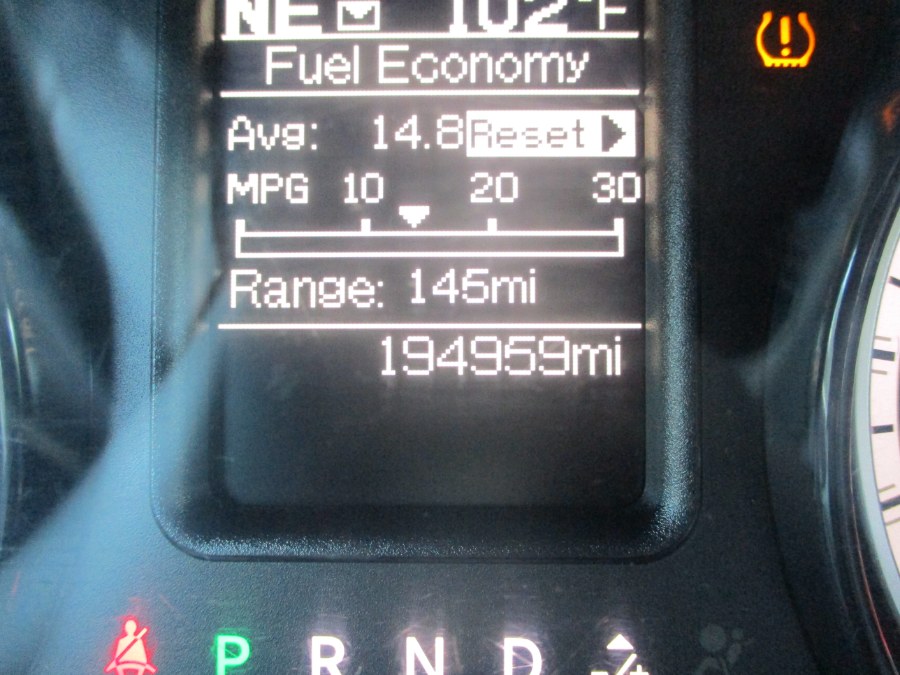 NE 102°F
Fuel Economy
Avg: 14.8 Reset
MPG 10 20 30
Range: 145mi
194959mi
P R N D -/+